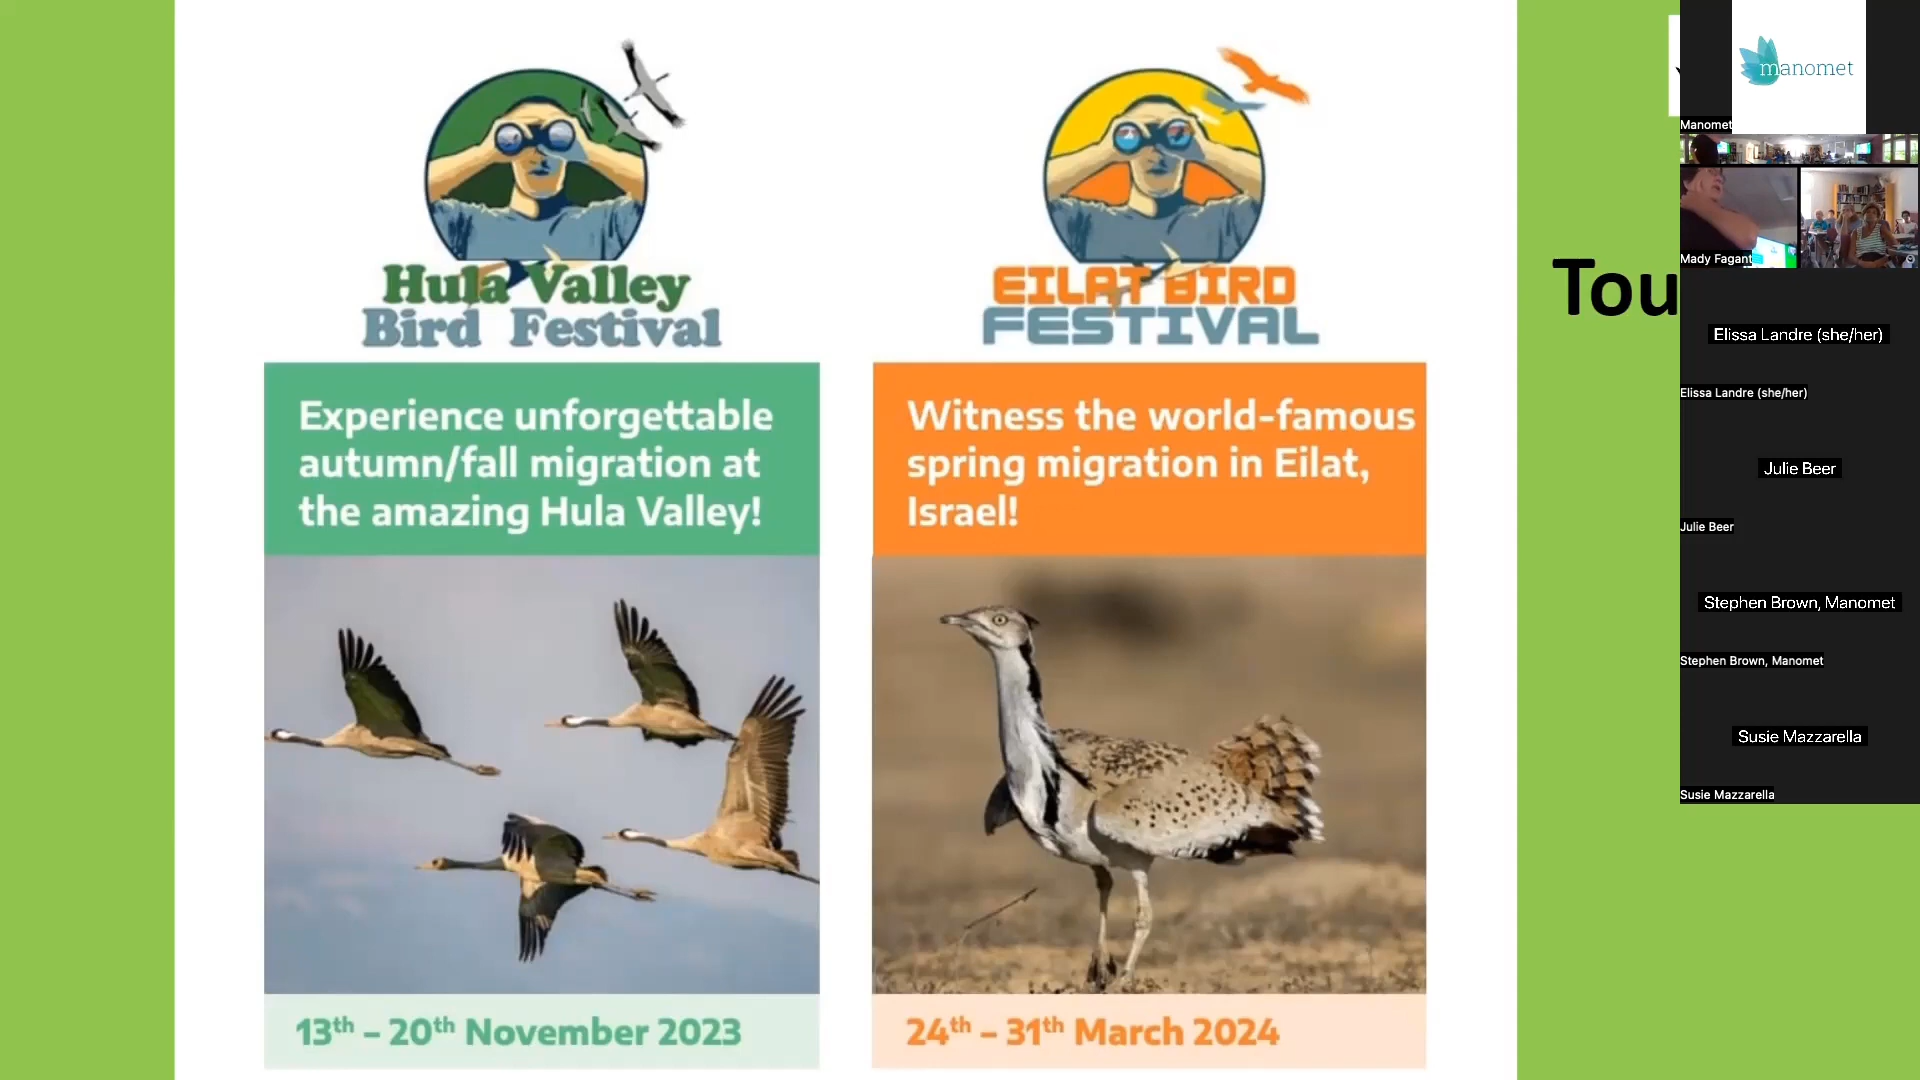 Hula Valley
Bird Festival
Experience unforgettable
autumn/fall migration at
the amazing Hula Valley!
13th – 20th November 2023
EILAT BIRD
FESTIVAL
Witness the world-famous
spring migration in Eilat,
Israel!
24th – 31th March 2024
Tou
manomet
Manomet
Mady Fagant
Elissa Landre (she/her)
Elissa Landre (she/her)
Julie Beer
Julie Beer
Stephen Brown, Manomet
Stephen Brown, Manomet
Susie Mazzarella
Susie Mazzarella